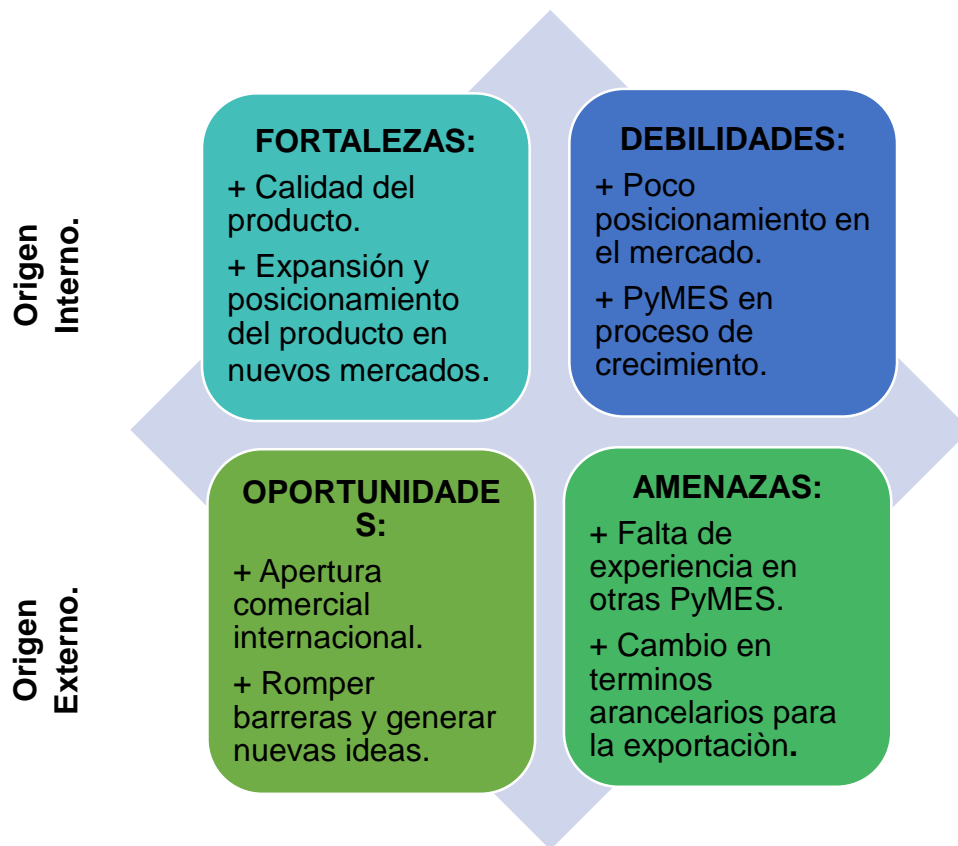 Origen
Interno.
FORTALEZAS:
+ Calidad del
producto.
+ Expansión y
posicionamiento
del producto en
nuevos mercados.
DEBILIDADES:
+ Poco
posicionamiento en
el mercado.
+ PyMES en
proceso de
crecimiento.
Origen
Externo.
OPORTUNIDADE
S:
+ Apertura
comercial
internacional.
+ Romper
barreras y generar
nuevas ideas.
AMENAZAS:
+ Falta de
experiencia en
otras PyMES.
+ Cambio en
terminos
arancelarios para
la exportaciòn.